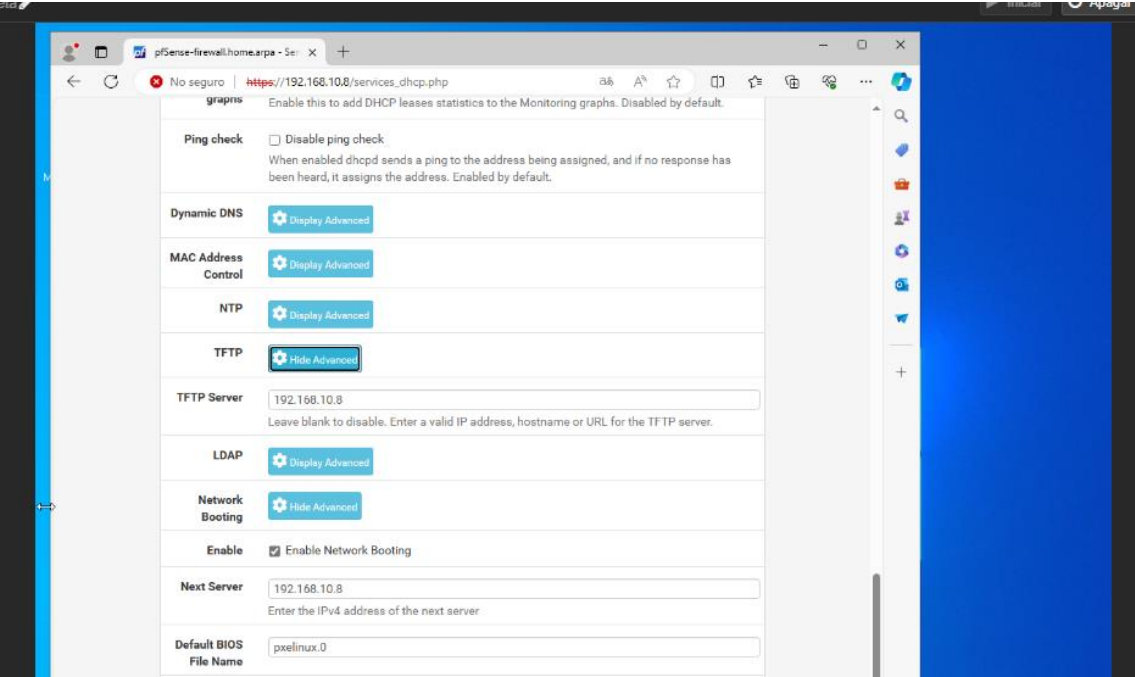 Iniciar Apagar
pfSense-firewall.home.arpa - Ser
No seguro https://192.168.10.8/services_dhcp.php
graphs
Enable this to add DHCP leases statistics to the Monitoring graphs. Disabled by default.
Ping check Disable ping check
When enabled dhcpd sends a ping to the address being assigned, and if no response has
been heard, it assigns the address. Enabled by default.
Dynamic DNS Display Advanced
MAC Address
Control
Display Advanced
NTP Display Advanced
TFTP Hide Advanced
TFTP Server 192.168.10.8
Leave blank to disable. Enter a valid IP address, hostname or URL for the TFTP server.
LDAP Display Advanced
Network
Booting
Hide Advanced
Enable Enable Network Booting
Next Server 192.168.10.8
Enter the IPv4 address of the next server
Default BIOS
File Name
pxelinux.0